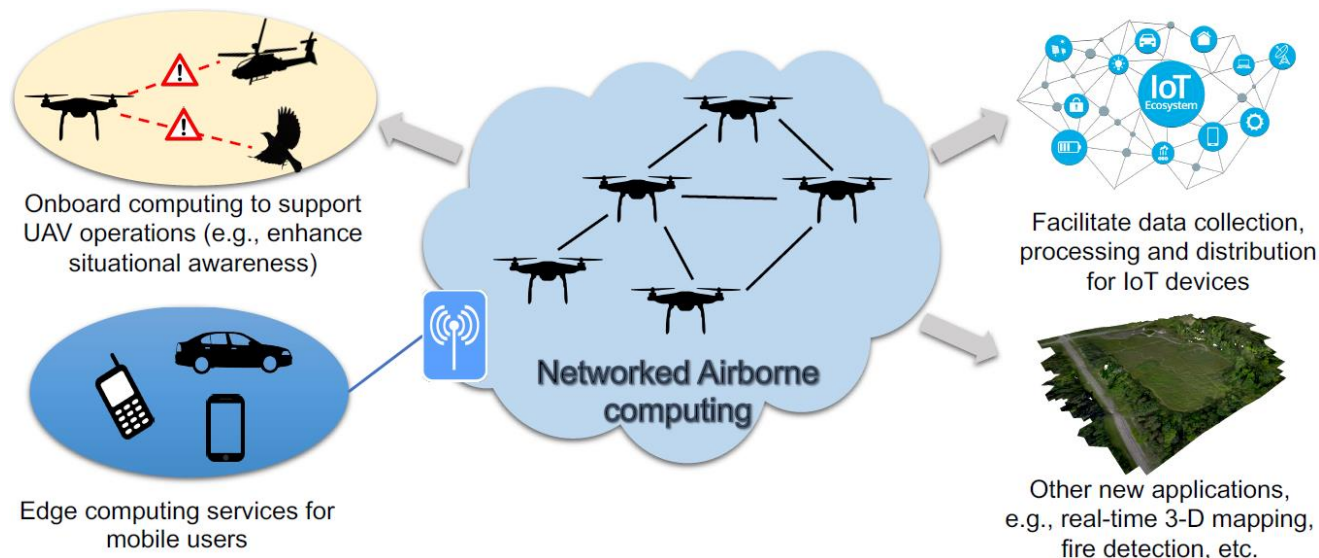 Onboard computing to support
UAV operations (e.g., enhance
situational awareness)
Edge computing services for
mobile users
Networked Airborne
computing
IoT
Ecosystem
Facilitate data collection,
processing and distribution
for IoT devices
Other new applications,
e.g., real-time 3-D mapping,
fire detection, etc.